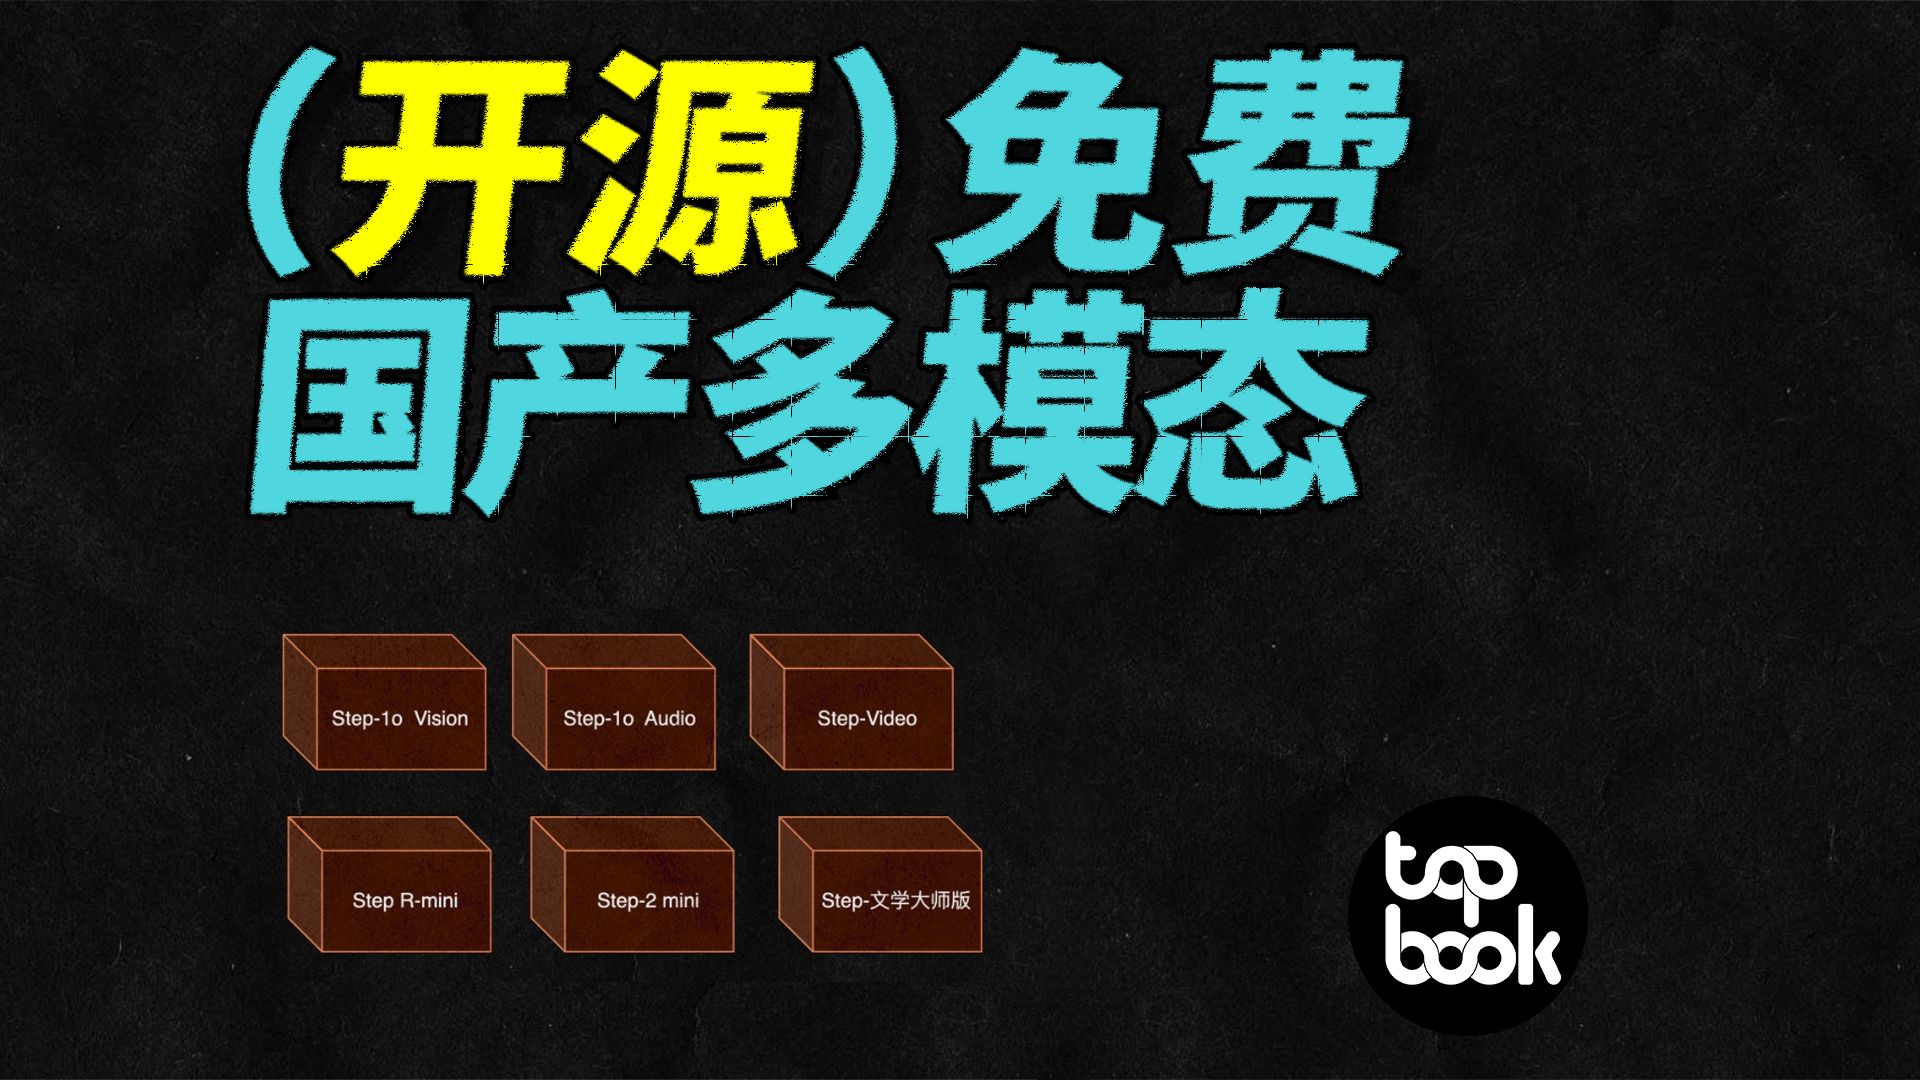 （开源）免费
国产多模态
Step-1o Vision
Step-1o Audio
Step-Video
Step R-mini
Step-2 mini
Step-文学大师版
top
book